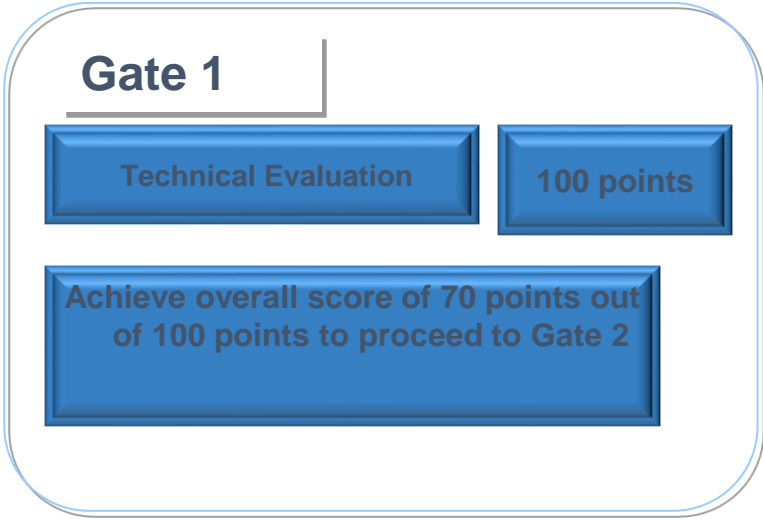 Gate 1
Technical Evaluation
100 points
Achieve overall score of 70 points out
of 100 points to proceed to Gate 2